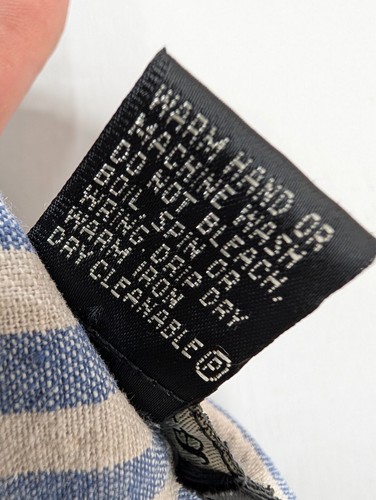 WARM HAND OR
MACHINE WASH
DO NOT BLEACH,
BOIL SPIN OR
WRING DRIP DRY
WARM IRON
DRY CLEANABLE Ⓟ